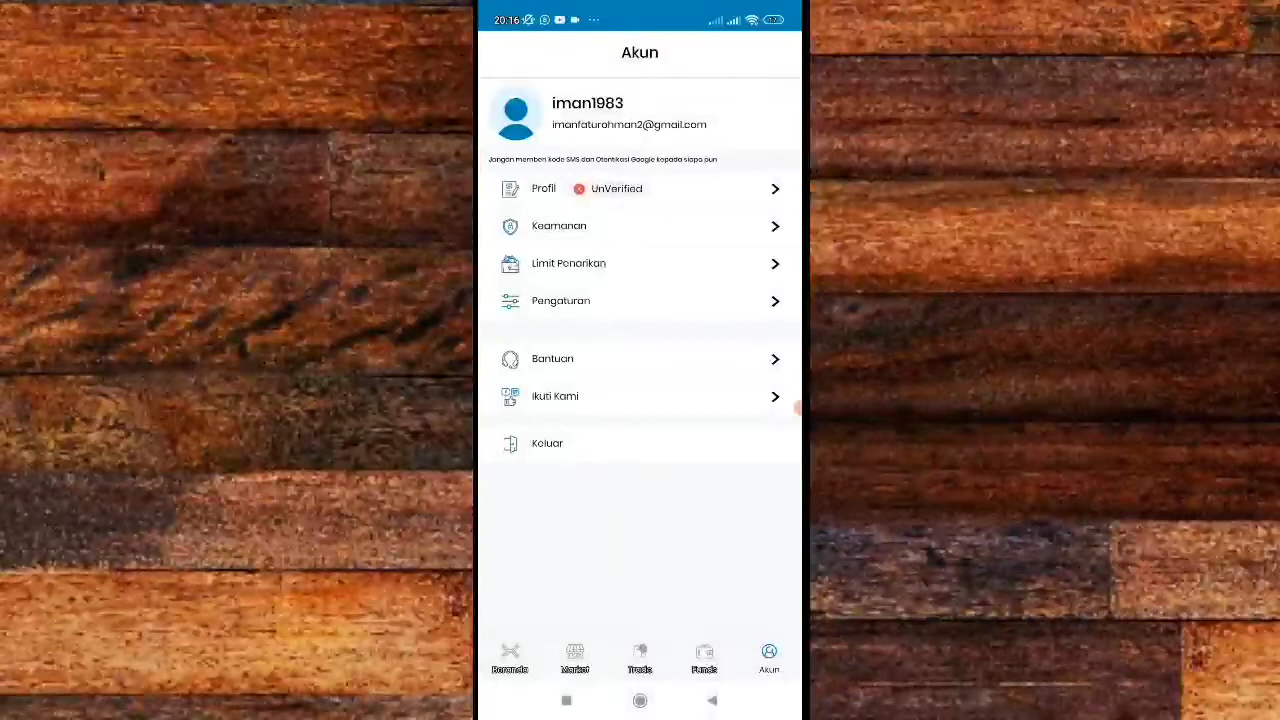 20.16
Akun
iman1983
imanfaturohman2@gmail.com
Jangan memberi kode SMS dan Otentikasi Google kepada siapa pun
Profil UnVerified
Keamanan
Limit Penarikan
Pengaturan
Bantuan
Ikuti Kami
Keluar
Beranda Market Trade Funds Akun